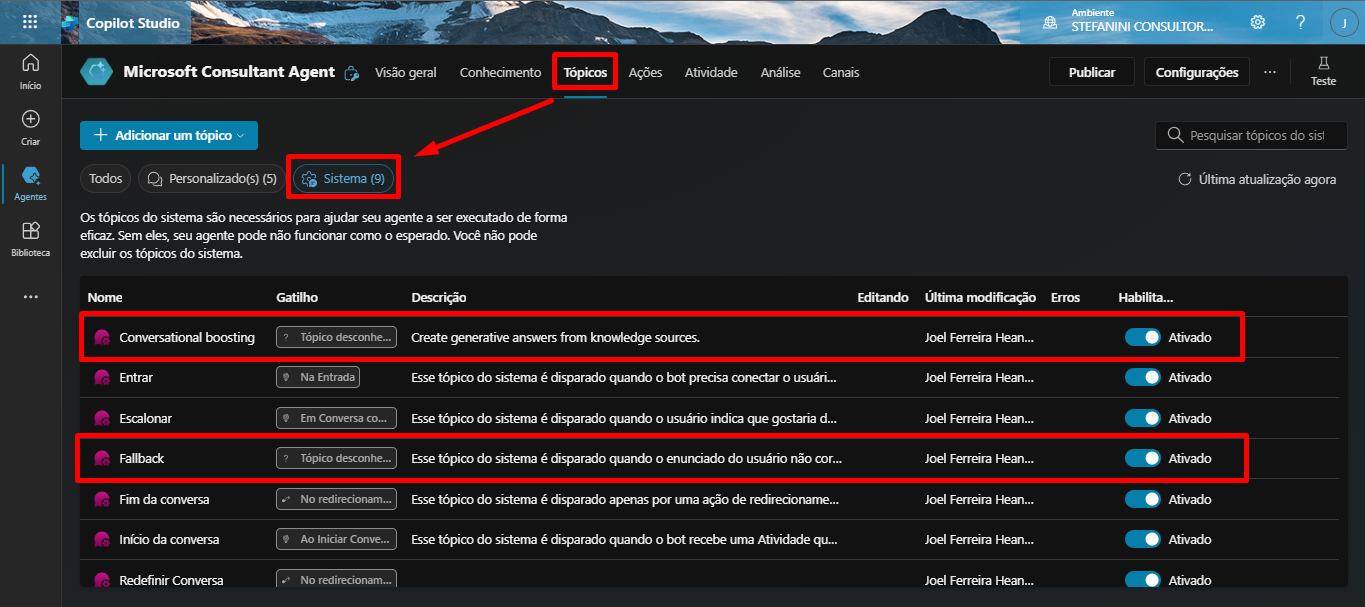 Copilot Studio
Ambiente
STEFANINI CONSULTOR...
?
J
Início
Criar
Agentes
Biblioteca
Microsoft Consultant Agent
Visão geral
Conhecimento
Tópicos
Ações
Atividade
Análise
Canais
Publicar
Configurações
...
Teste
+ Adicionar um tópico
Pesquisar tópicos do sist
Todos
Personalizado(s) (5)
Sistema (9)
Última atualização agora
Os tópicos do sistema são necessários para ajudar seu agente a ser executado de forma
eficaz. Sem eles, seu agente pode não funcionar como o esperado. Você não pode
excluir os tópicos do sistema.
Nome Gatilho Descrição Editando Última modificação Erros Habilita...
Conversational boosting ? Tópico desconhe... Create generative answers from knowledge sources. Joel Ferreira Hean... Ativado
Entrar Na Entrada Esse tópico do sistema é disparado quando o bot precisa conectar o usuári... Joel Ferreira Hean... Ativado
Escalonar Em Conversa co... Esse tópico do sistema é disparado quando o usuário indica que gostaria d... Joel Ferreira Hean... Ativado
Fallback ? Tópico desconhe... Esse tópico do sistema é disparado quando o enunciado do usuário não cor... Joel Ferreira Hean... Ativado
Fim da conversa No redirecionam... Esse tópico do sistema é disparado apenas por uma ação de redirecioname... Joel Ferreira Hean... Ativado
Início da conversa Ao Iniciar Conve... Esse tópico do sistema é disparado quando o bot recebe uma Atividade qu... Joel Ferreira Hean... Ativado
Redefinir Conversa No redirecionam... Joel Ferreira Hean... Ativado